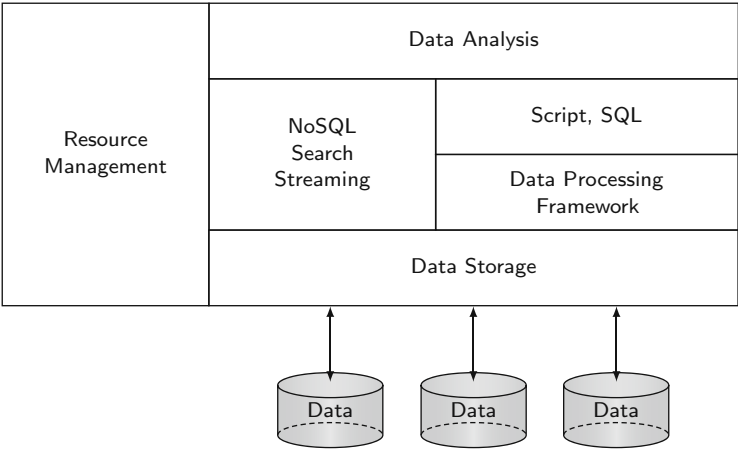 Data Analysis
Resource
Management
NoSQL
Search
Streaming
Script, SQL
Data Processing
Framework
Data Storage
Data
Data
Data